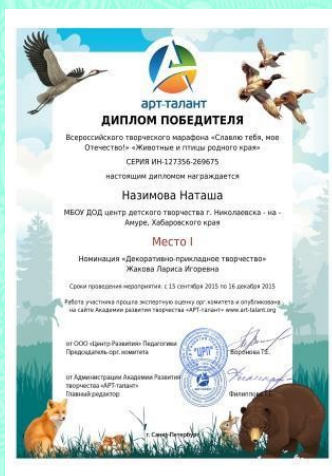 АРТ-ТАЛАНТ
ДИПЛОМ ПОБЕДИТЕЛЯ
Всероссийского творческого марафона «Славлю тебя, мое
Отечество!» «Животные и птицы родного края»
СЕРИЯ ИН-127356-269675
настоящим дипломом награждается
Назимова Наташа
МБОУ ДОД центр детского творчества г. Николаевска - на -
Амуре, Хабаровского края
Место I
Номинация «Декоративно-прикладное творчество»
Жакова Лариса Игоревна
Сроки проведения мероприятия: с 15 сентября 2015 по 16 декабря 2015
Работа участника прошла экспертную оценку орг.комитета и опубликована
на сайте Академии развития творчества «АРТ-талант» www.art-talant.org
от ООО «Центр Развития Педагогики»
Председатель орг. комитета
"ЦРП"
Воронова Т.Е.
от Администрации Академии Развития
творчества «АРТ-талант»
Главный редактор
Филиппова
г. Санкт-Петербург